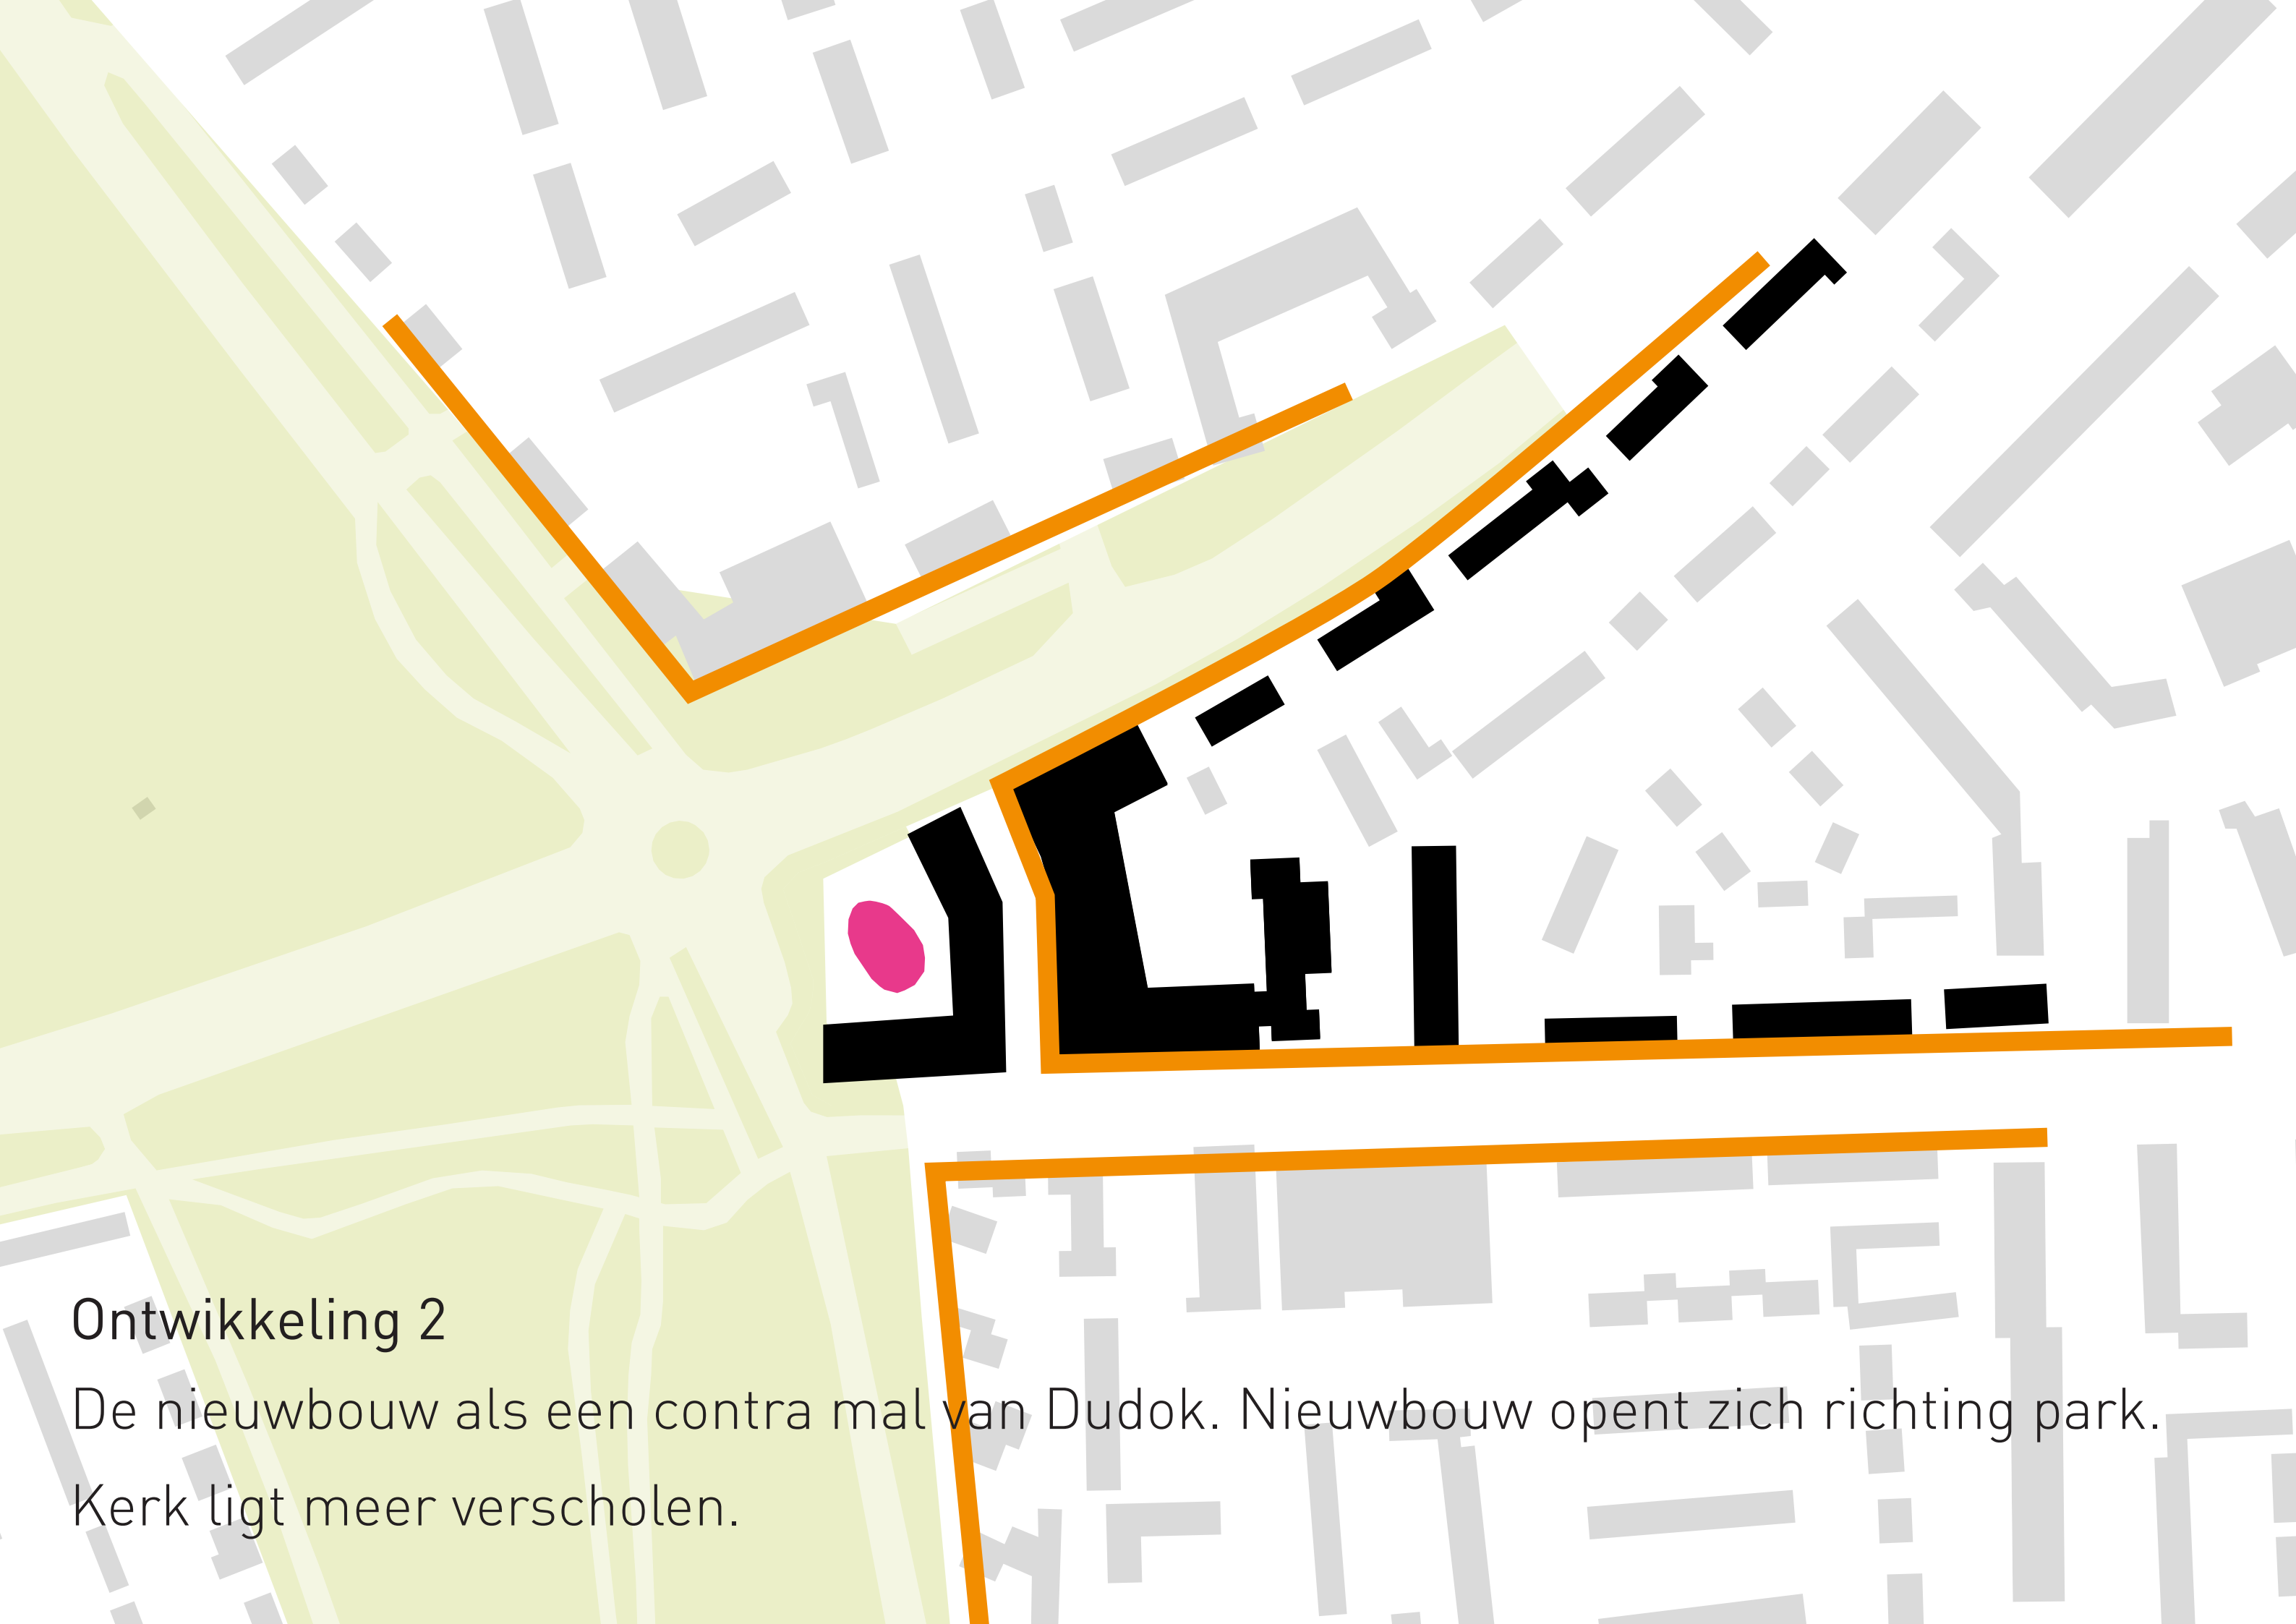 Ontwikkeling 2
De nieuwbouw als een contra mal van Dudok. Nieuwbouw opent zich richting park.
Kerk ligt meer verscholen.